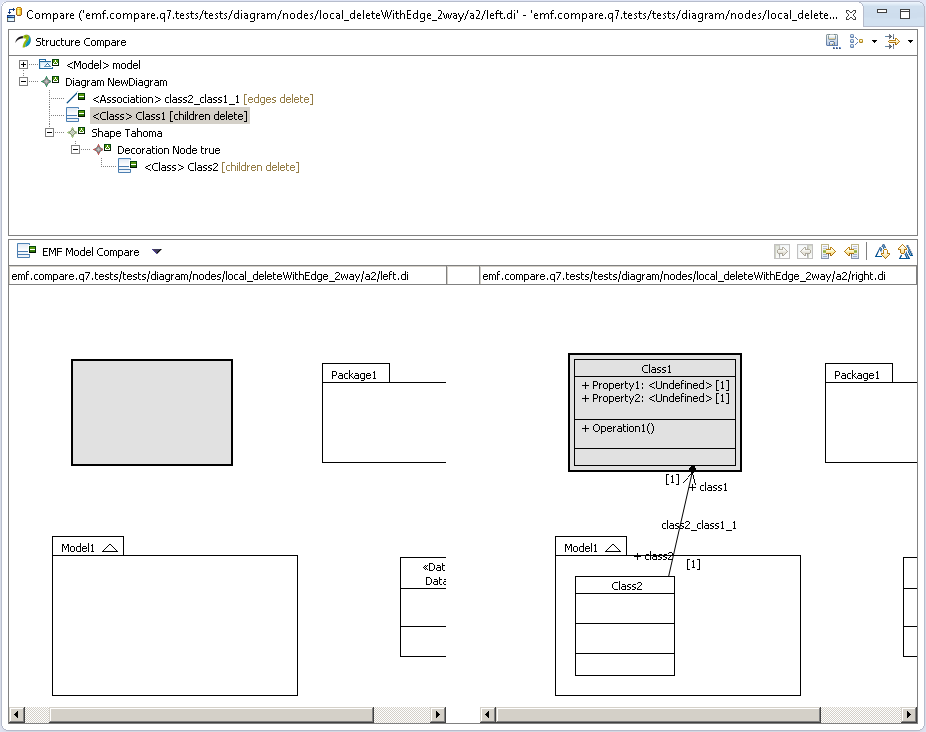 Compare ('emf.compare.q7.tests/tests/diagram/nodes/local_deleteWithEdge_2way/a2/left.di' - 'emf.compare.q7.tests/tests/diagram/nodes/local_delete...
Structure Compare
<Model> model
Diagram NewDiagram
<Association> class2_class1_1 [edges delete]
<Class> Class1 [children delete]
Shape Tahoma
Decoration Node true
<Class> Class2 [children delete]
EMF Model Compare
emf.compare.q7.tests/tests/diagram/nodes/local_deleteWithEdge_2way/a2/left.di
emf.compare.q7.tests/tests/diagram/nodes/local_deleteWithEdge_2way/a2/right.di
Package1
Model1
«Dat
Data
Class1
+ Property1: <Undefined> [1]
+ Property2: <Undefined> [1]
+ Operation1()
Package1
[1]
+ class1
class2_class1_1
Model1
+ class2
[1]
Class2